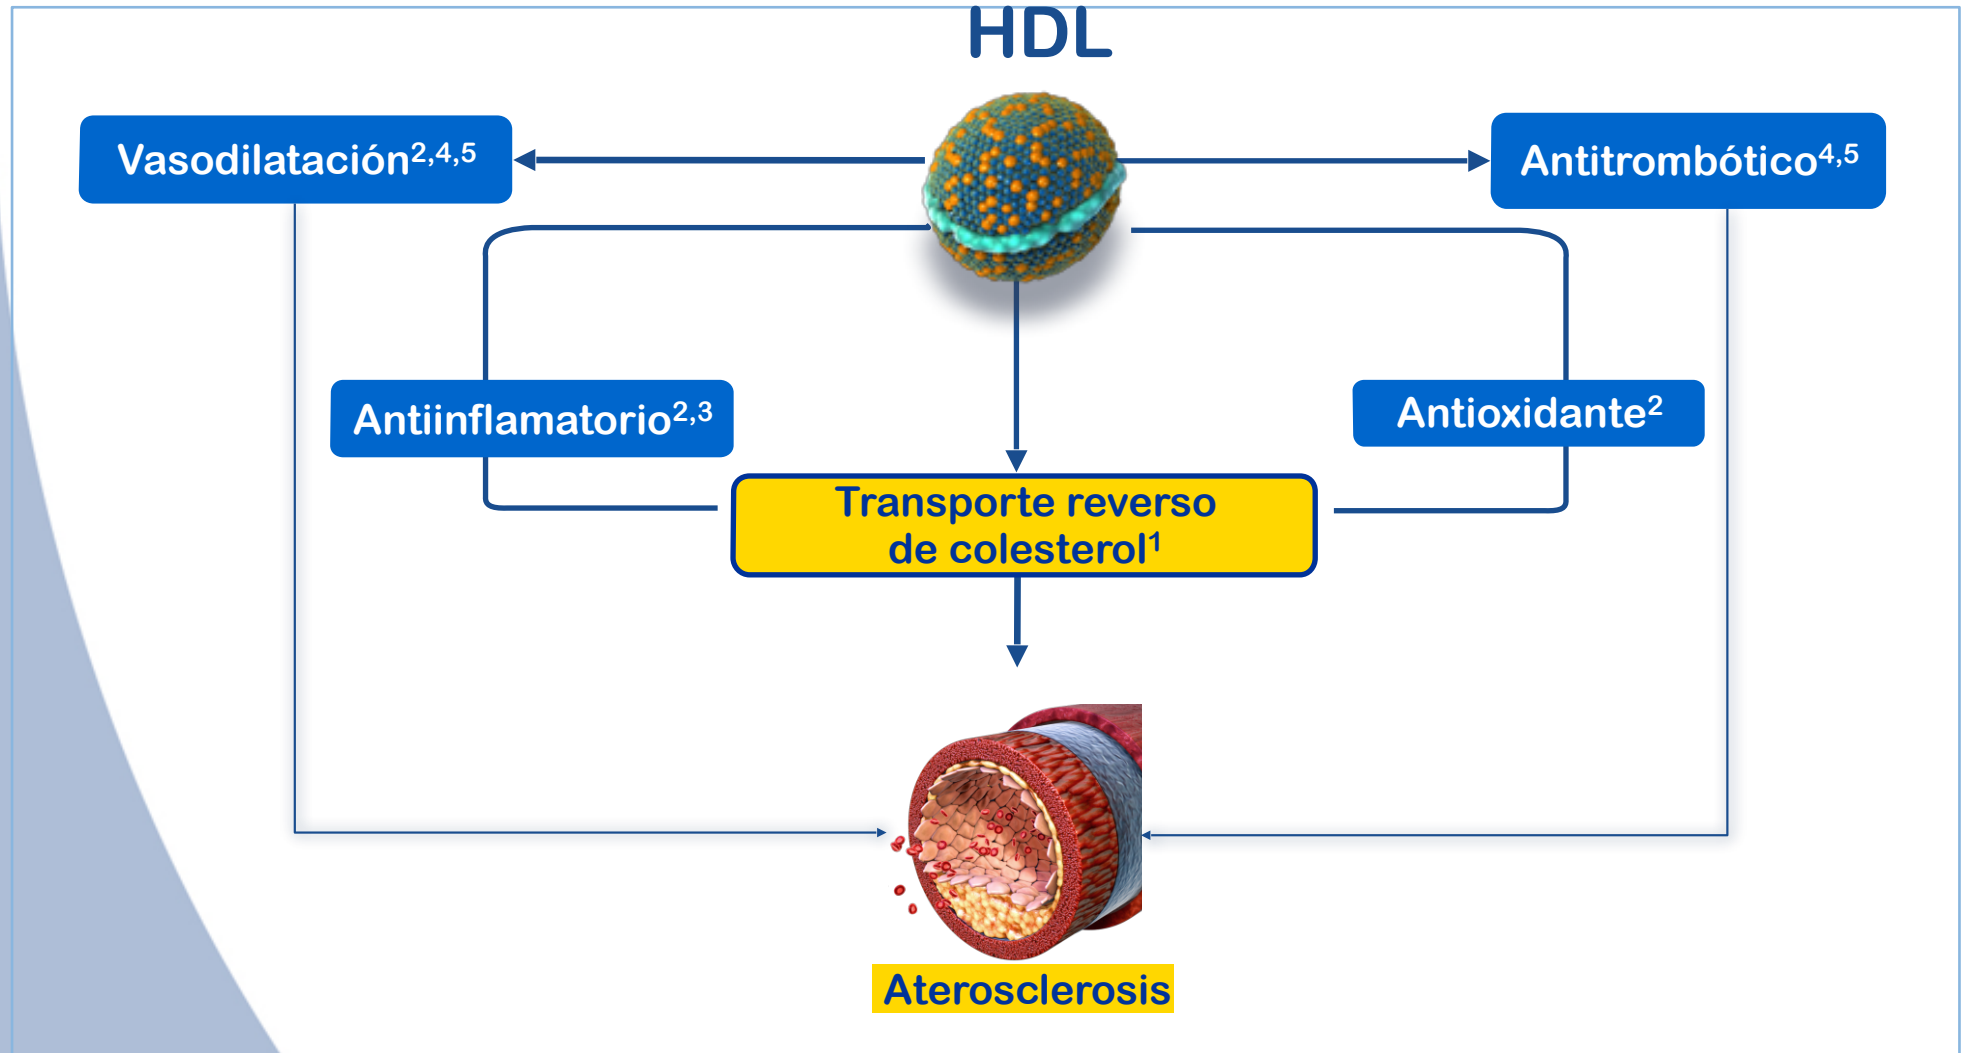 HDL
Vasodilatación2,4,5
Antitrombótico4,5
Antiinflamatorio2,3
Antioxidante2
Transporte reverso
de colesterol1
Aterosclerosis